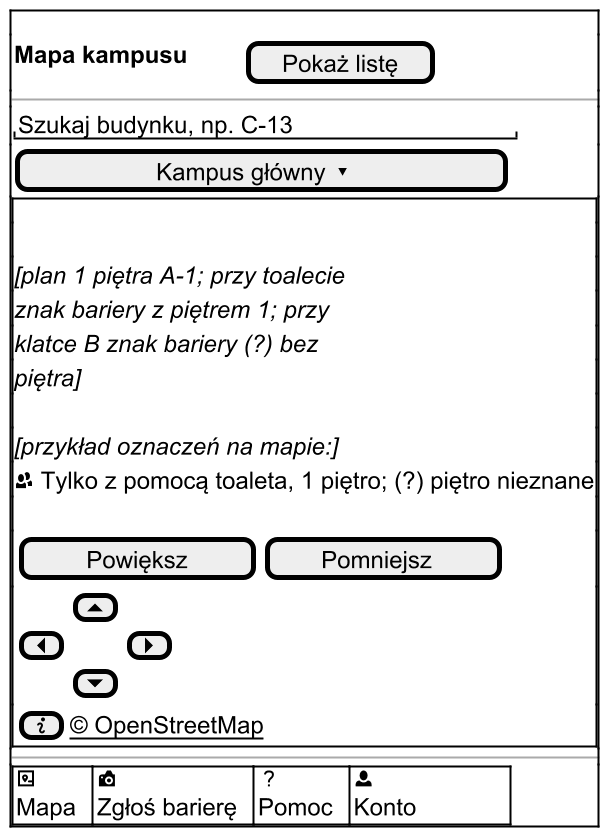 Mapa kampusu
Pokaż listę
Szukaj budynku, np. C-13
Kampus główny ▼
[plan 1 piętra A-1; przy toalecie
znak bariery z piętrem 1; przy
klatce B znak bariery (?) bez
piętra]
[przykład oznaczeń na mapie:]
Tylko z pomocą toaleta, 1 piętro; (?) piętro nieznane
Powiększ
Pomniejsz
i © OpenStreetMap
?
Mapa Zgłoś barierę Pomoc Konto